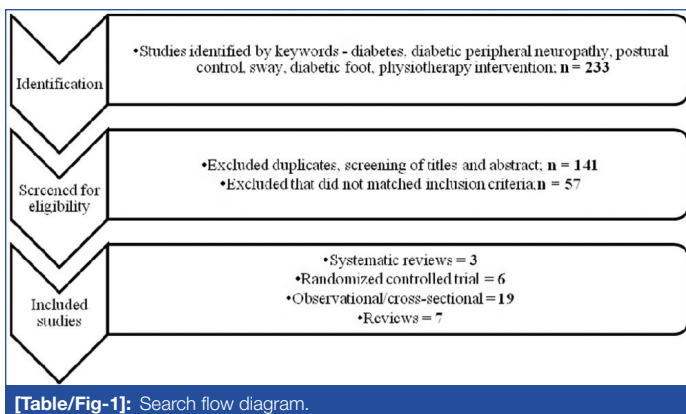 Identification
•Studies identified by keywords - diabetes, diabetic peripheral neuropathy, postural
control, sway, diabetic foot, physiotherapy intervention; n = 233
Screened for
eligibility
•Excluded duplicates, screening of titles and abstract; n = 141
•Excluded that did not matched inclusion criteria;n = 57
Included
studies
•Systematic reviews = 3
•Randomized controlled trial = 6
•Observational/cross-sectional = 19
•Reviews = 7
[Table/Fig-1]: Search flow diagram.